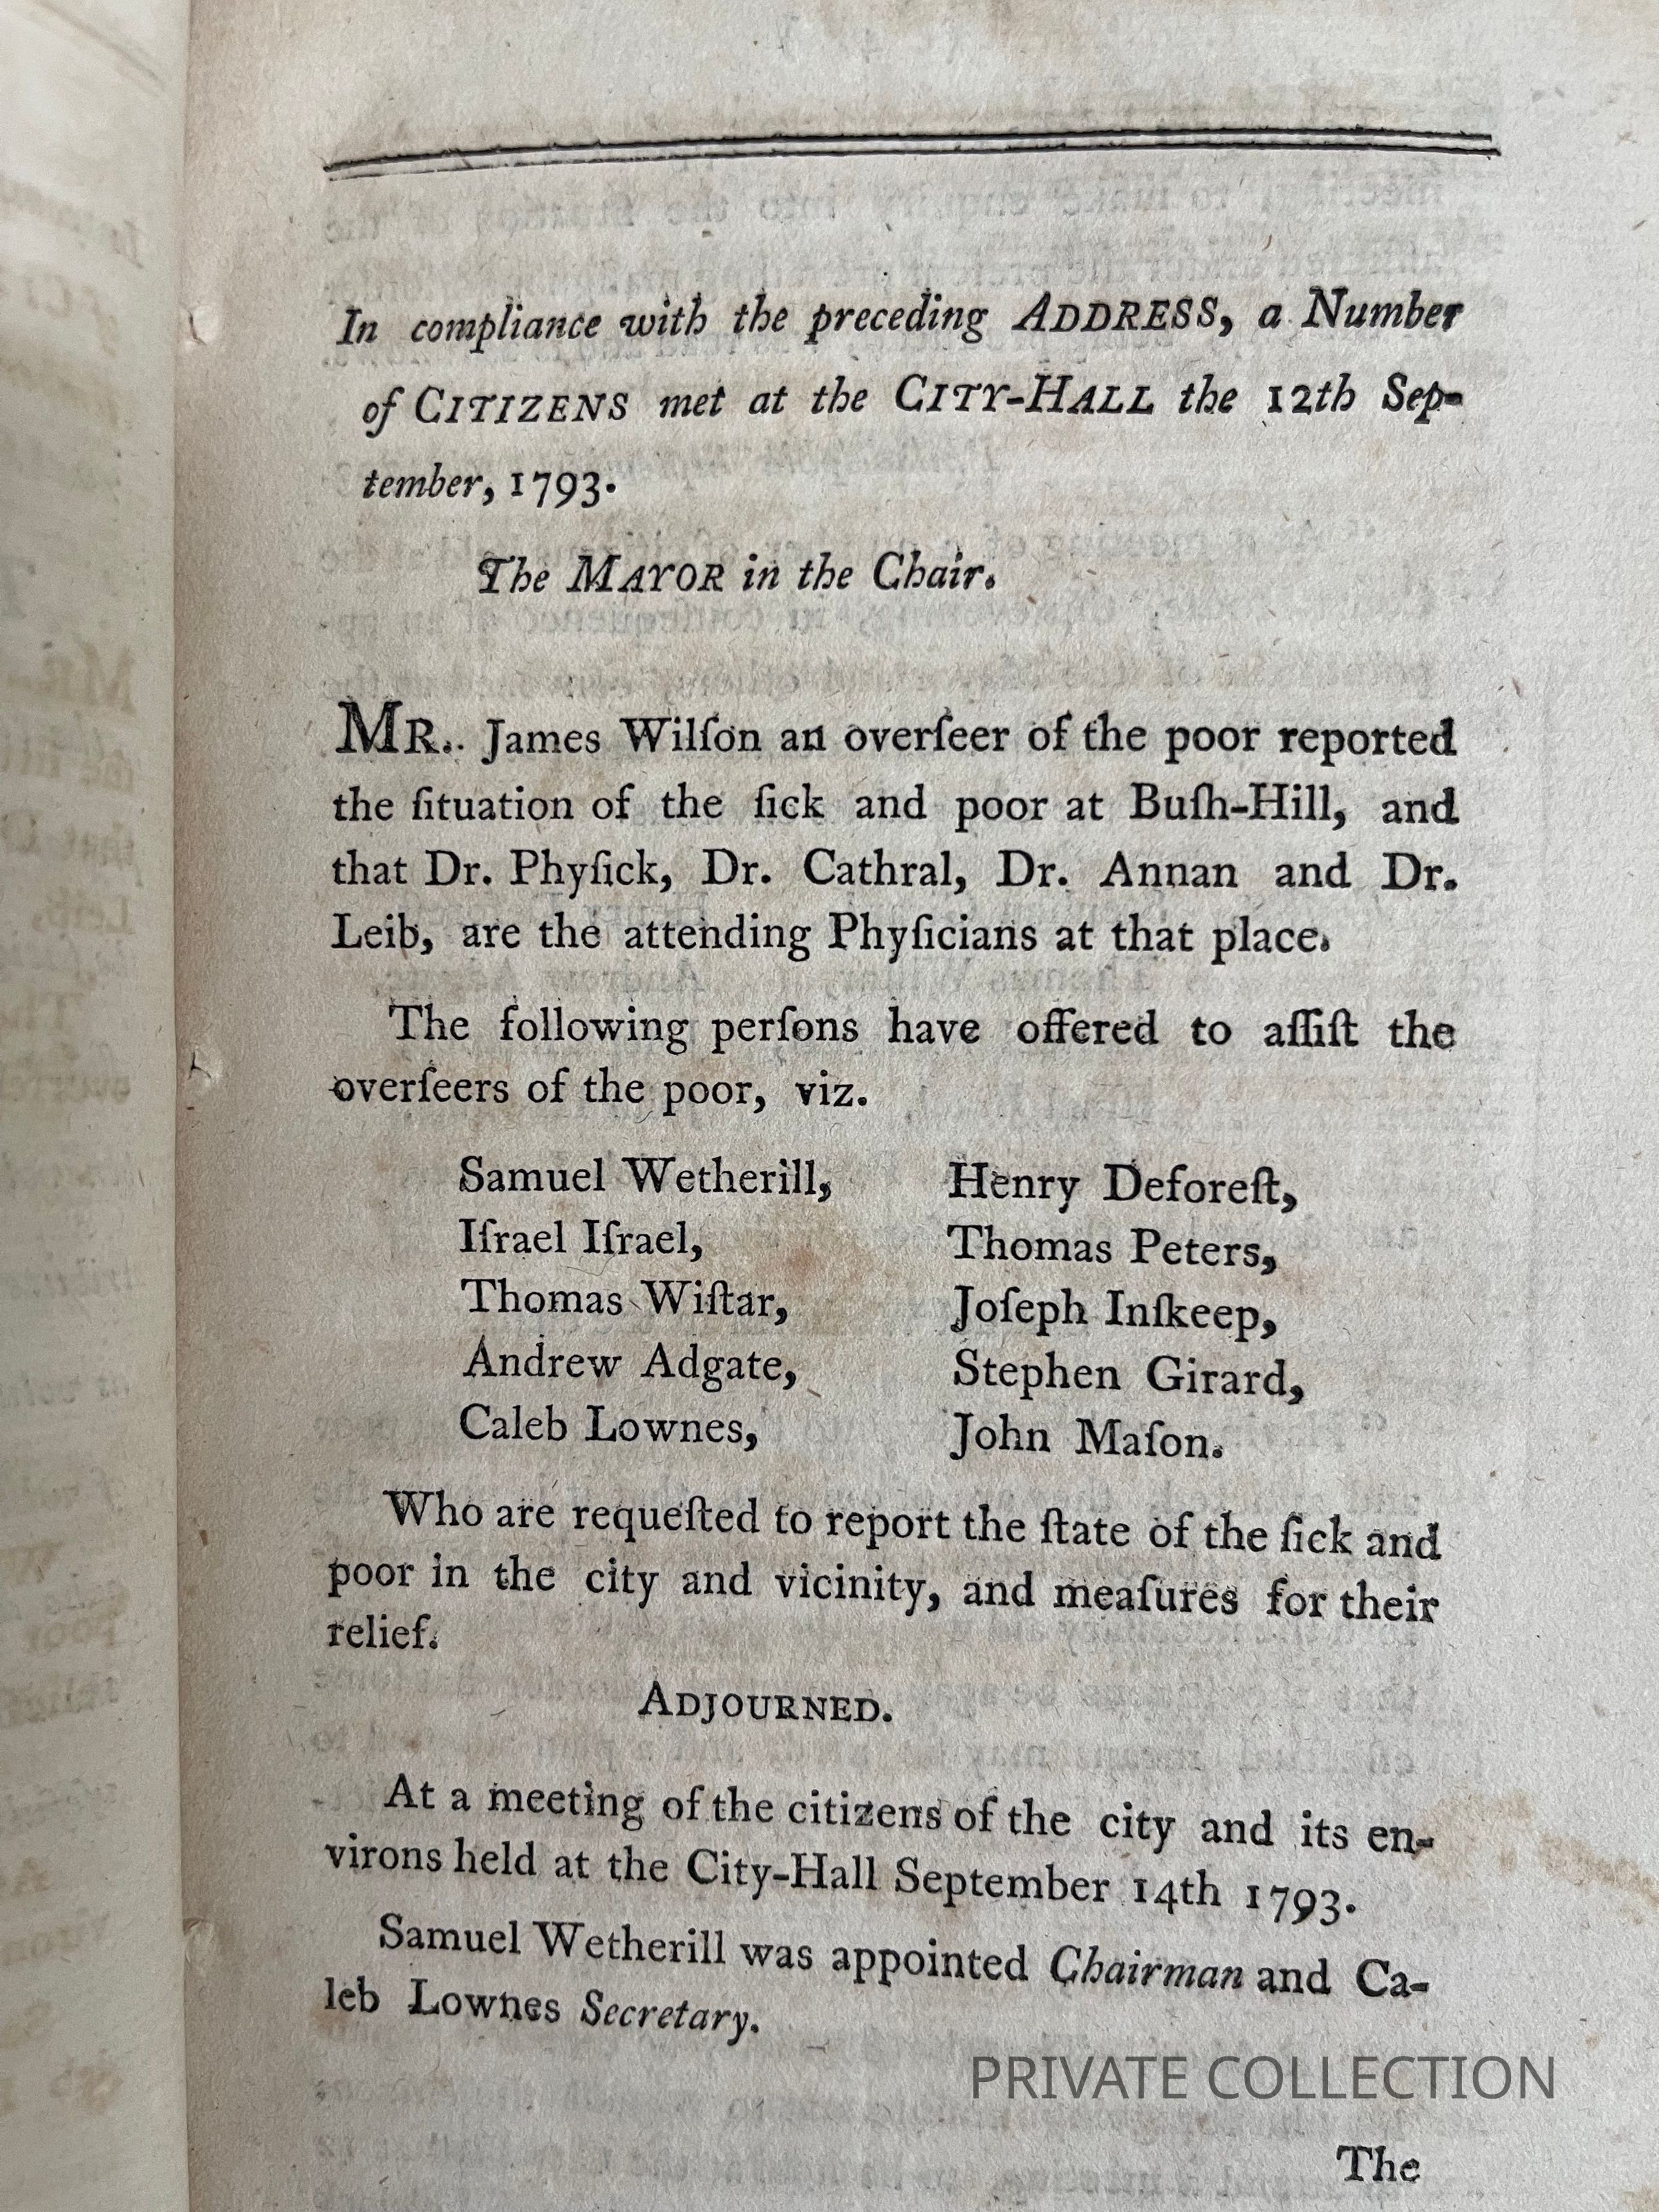 In compliance with the preceding ADDRESS, a Number
of CITIZENS met at the CITY-HALL the 12th Sep-
tember, 1793.
The MAYOR in the Chair.
MR. James Wilſon an overſeer of the poor reported
the ſituation of the ſick and poor at Buſh-Hill, and
that Dr. Phyſick, Dr. Cathral, Dr. Annan and Dr.
Leib, are the attending Phyſicians at that place.
The following perſons have offered to aſſiſt the
overſeers of the poor, viz.
Samuel Wetherill, Henry Deforeſt,
Iſrael Iſrael, Thomas Peters,
Thomas Wiſtar, Joſeph Inſkeep,
Andrew Adgate, Stephen Girard,
Caleb Lownes, John Maſon.
Who are requeſted to report the ſtate of the ſick and
poor in the city and vicinity, and meaſures for their
relief.
ADJOURNED.
At a meeting of the citizens of the city and its en-
virons held at the City-Hall September 14th 1793.
Samuel Wetherill was appointed Chairman and Ca-
leb Lownes Secretary.
PRIVATE COLLECTION
The